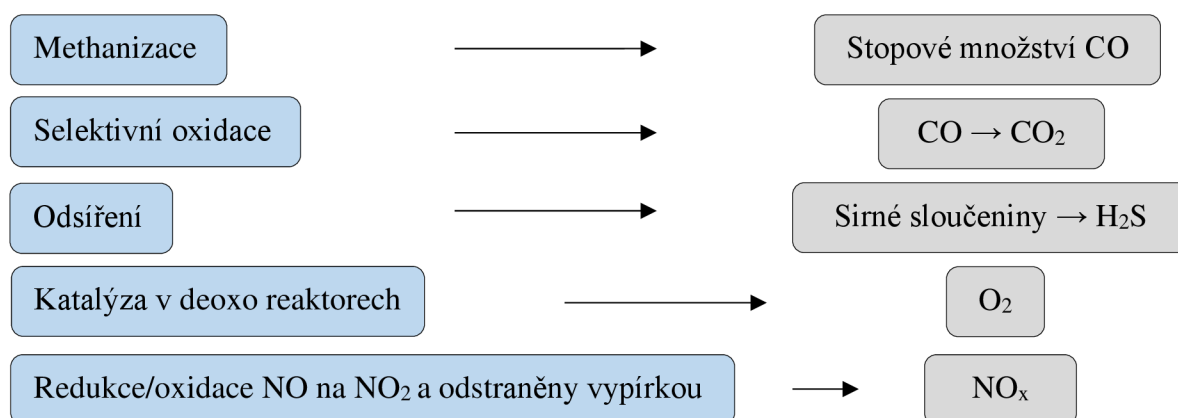 Methanizace
Stopové množství CO
Selektivní oxidace
CO → CO₂
Odsíření
Sirné sloučeniny → H₂S
Katalýza v deoxo reaktorech
O₂
Redukce/oxidace NO na NO₂ a odstraněny vypírkou
NOₓ